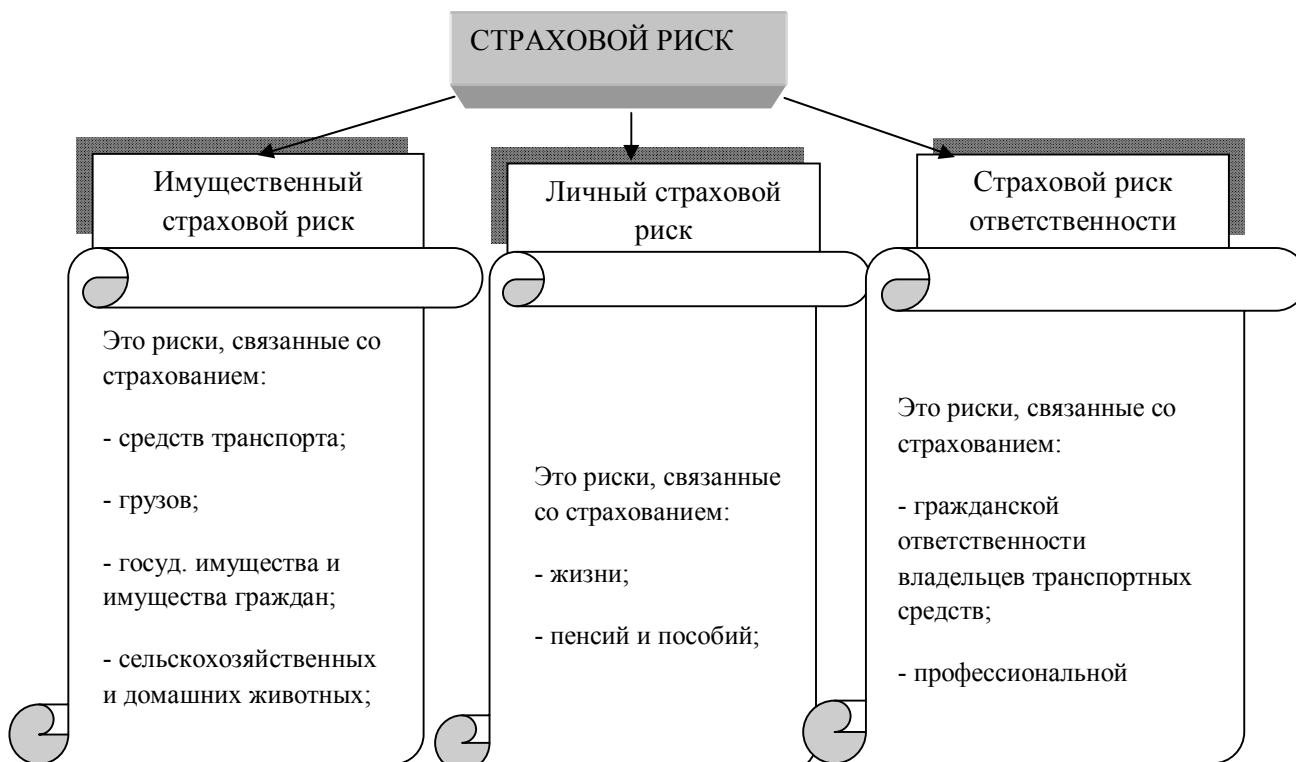 СТРАХОВОЙ РИСК
Имущественный
страховой риск
Это риски, связанные со
страхованием:
- средств транспорта;
- грузов;
- госуд. имущества и
имущества граждан;
- сельскохозяйственных
и домашних животных;
Личный страховой
риск
Это риски, связанные
со страхованием:
- жизни;
- пенсий и пособий;
Страховой риск
ответственности
Это риски, связанные со
страхованием:
- гражданской
ответственности
владельцев транспортных
средств;
- профессиональной